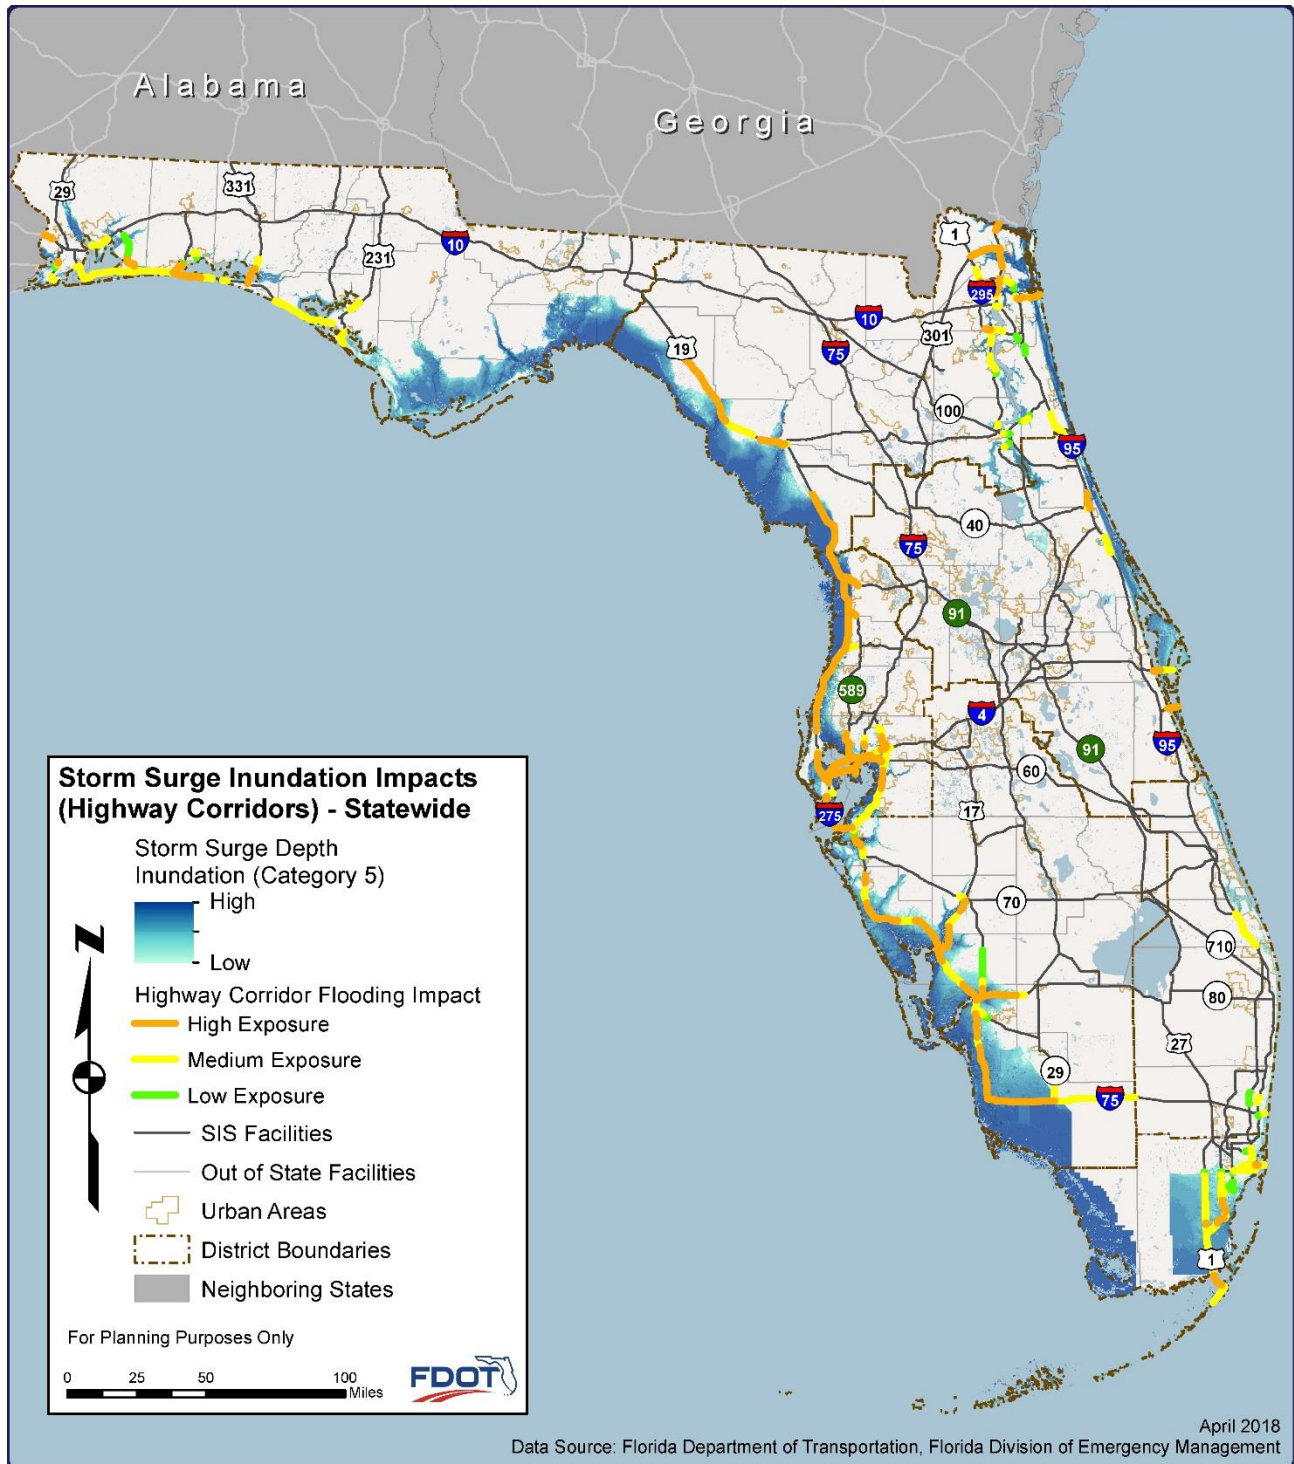 Alabama
Georgia
29
331
231
10
1
295
10
301
75
19
100
95
40
75
91
589
4
91
95
60
275
17
70
710
80
27
29
75
1
Storm Surge Inundation Impacts
(Highway Corridors) - Statewide
Storm Surge Depth
Inundation (Category 5)
High
Low
N
Highway Corridor Flooding Impact
High Exposure
Medium Exposure
Low Exposure
SIS Facilities
Out of State Facilities
Urban Areas
District Boundaries
Neighboring States
For Planning Purposes Only
0 25 50 100
Miles
FDOT
April 2018
Data Source: Florida Department of Transportation, Florida Division of Emergency Management